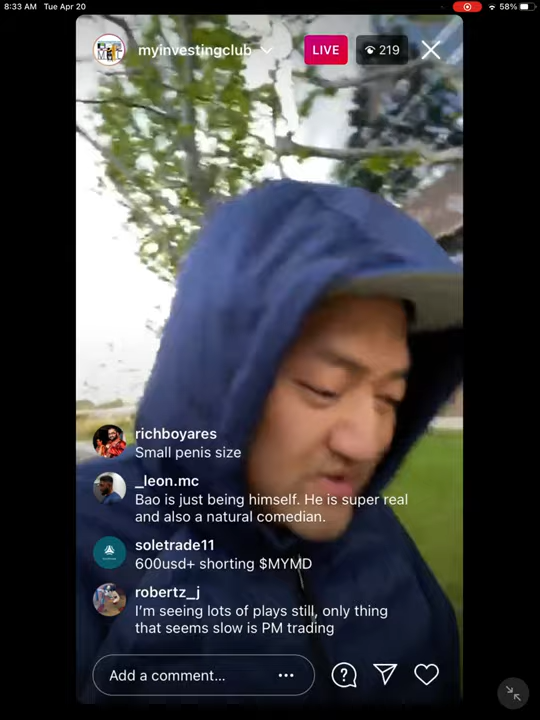 8:33 AM Tue Apr 20
58%
myinvestingclub
LIVE
219
richboyares
Small penis size
_leon.mc
Bao is just being himself. He is super real
and also a natural comedian.
soletrade11
600usd+ shorting $MYMD
robertz_j
I'm seeing lots of plays still, only thing
that seems slow is PM trading
Add a comment...